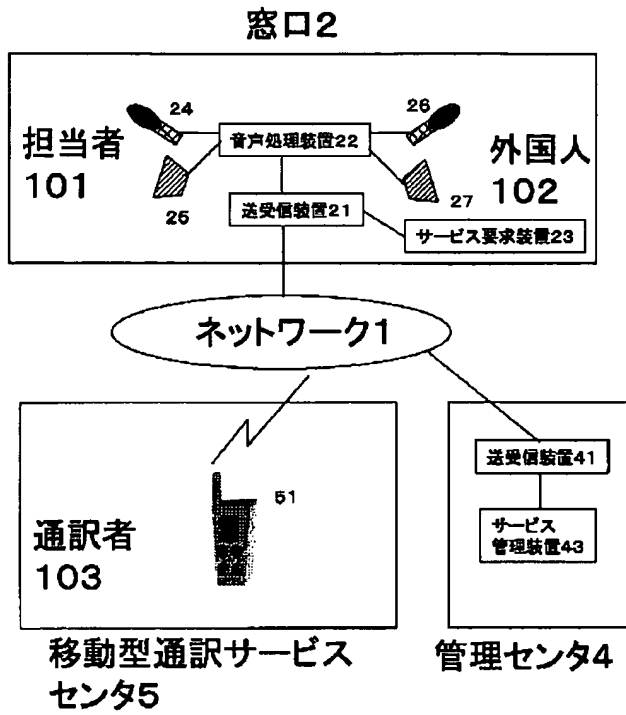 窓口2
24
26
音声処理装置22
担当者
101
外国人
102
25
27
送受信装置21
サービス要求装置23
ネットワーク1
51
通訳者
103
送受信装置41
サービス
管理装置43
移動型通訳サービス
センタ5
管理センタ4